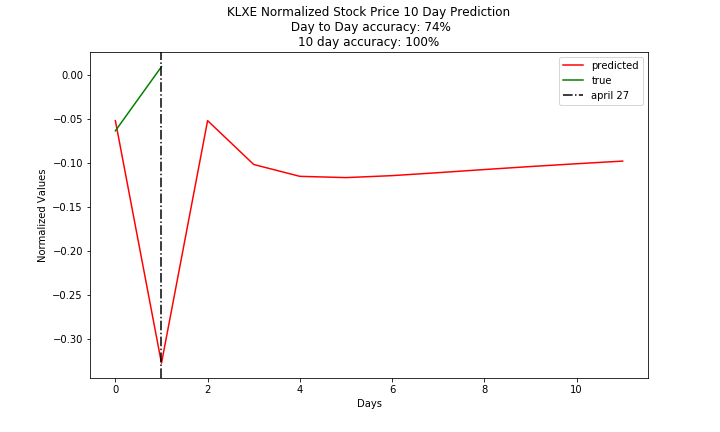 KLXE Normalized Stock Price 10 Day Prediction
Day to Day accuracy: 74%
10 day accuracy: 100%
predicted
true
april 27
Normalized Values
0.00
−0.05
−0.10
−0.15
−0.20
−0.25
−0.30
0 2 4 6 8 10
Days